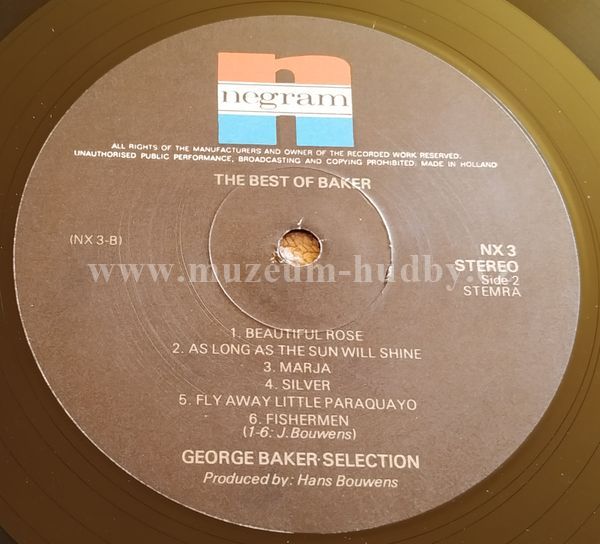 negram
ALL RIGHTS OF THE MANUFACTURERS AND OWNER OF THE RECORDED WORK RESERVED.
UNAUTHORISED PUBLIC PERFORMANCE, BROADCASTING AND COPYING PROHIBITED. MADE IN HOLLAND
THE BEST OF BAKER
(NX 3-B)
NX 3
STEREO
Side 2
STEMRA
www.muzeum-hudby.
1. BEAUTIFUL ROSE
2. AS LONG AS THE SUN WILL SHINE
3. MARJA
4. SILVER
5. FLY AWAY LITTLE PARAQUAYO
6. FISHERMEN
(1-6: J.Bouwens)
GEORGE BAKER·SELECTION
Produced by: Hans Bouwens